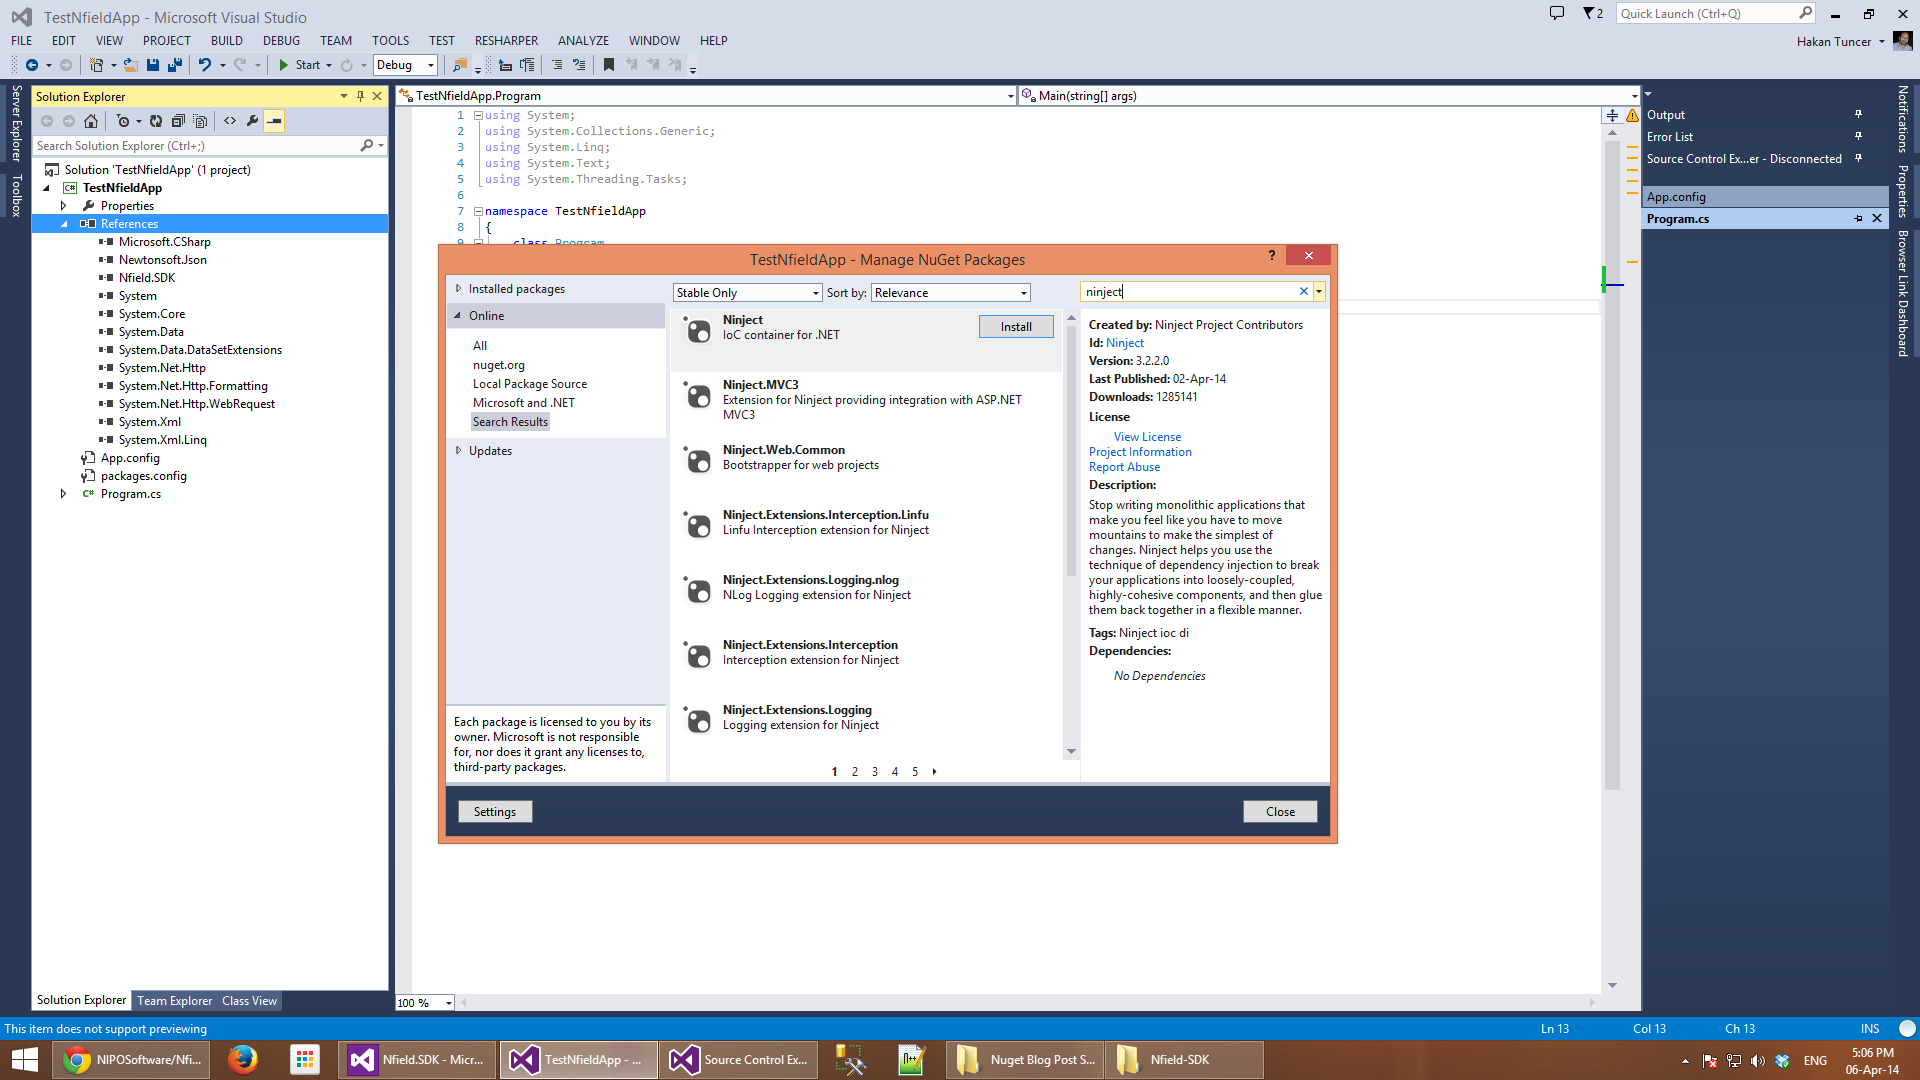 TestNfieldApp - Microsoft Visual Studio
2
Quick Launch (Ctrl+Q)
FILE EDIT VIEW PROJECT BUILD DEBUG TEAM TOOLS TEST RESHARPER ANALYZE WINDOW HELP
Hakan Tuncer
Start
Debug
Server Explorer
Toolbox
Solution Explorer
Search Solution Explorer (Ctrl+;)
Solution 'TestNfieldApp' (1 project)
C# TestNfieldApp
Properties
References
Microsoft.CSharp
Newtonsoft.Json
Nfield.SDK
System
System.Core
System.Data
System.Data.DataSetExtensions
System.Net.Http
System.Net.Http.Formatting
System.Net.Http.WebRequest
System.Xml
System.Xml.Linq
App.config
packages.config
C# Program.cs
Solution Explorer Team Explorer Class View
TestNfieldApp.Program
Main(string[] args)
1 using System;
2 using System.Collections.Generic;
3 using System.Linq;
4 using System.Text;
5 using System.Threading.Tasks;
6
7 namespace TestNfieldApp
8 {
9 class Program
TestNfieldApp - Manage NuGet Packages
?
Installed packages
Online
All
nuget.org
Local Package Source
Microsoft and .NET
Search Results
Updates
Each package is licensed to you by its
owner. Microsoft is not responsible
for, nor does it grant any licenses to,
third-party packages.
Stable Only
Sort by: Relevance
ninject
Ninject
IoC container for .NET
Install
Ninject.MVC3
Extension for Ninject providing integration with ASP.NET
MVC3
Ninject.Web.Common
Bootstrapper for web projects
Ninject.Extensions.Interception.Linfu
Linfu Interception extension for Ninject
Ninject.Extensions.Logging.nlog
NLog Logging extension for Ninject
Ninject.Extensions.Interception
Interception extension for Ninject
Ninject.Extensions.Logging
Logging extension for Ninject
1 2 3 4 5
Created by: Ninject Project Contributors
Id: Ninject
Version: 3.2.2.0
Last Published: 02-Apr-14
Downloads: 1285141
License
View License
Project Information
Report Abuse
Description:
Stop writing monolithic applications that
make you feel like you have to move
mountains to make the simplest of
changes. Ninject helps you use the
technique of dependency injection to break
your applications into loosely-coupled,
highly-cohesive components, and then glue
them back together in a flexible manner.
Tags: Ninject ioc di
Dependencies:
No Dependencies
Settings
Close
100 %
Output
Error List
Source Control Ex...er - Disconnected
App.config
Program.cs
Notifications
Properties
Browser Link Dashboard
This item does not support previewing
Ln 13 Col 13 Ch 13 INS
NIPOSoftware/Nfi...
Nfield.SDK - Micr...
TestNfieldApp - ...
Source Control Ex...
Nuget Blog Post S...
Nfield-SDK
ENG
5:06 PM
06-Apr-14